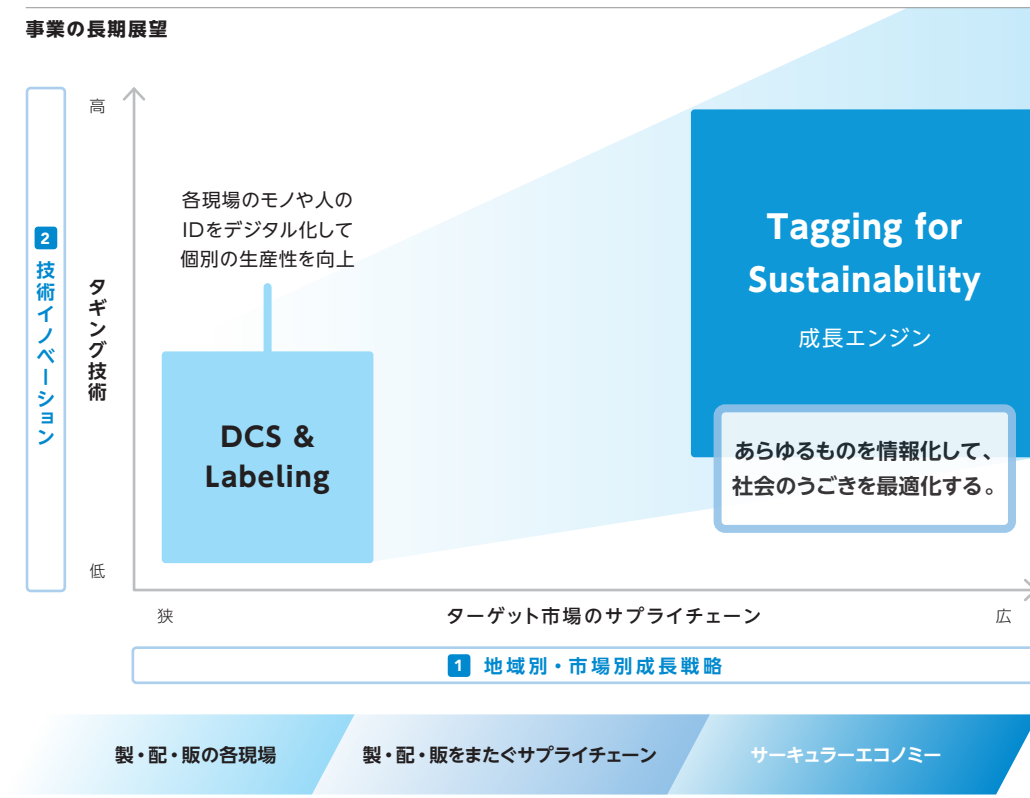 事業の長期展望
高
各現場のモノや人の
IDをデジタル化して
個別の生産性を向上
2 技術イノベーション
タギング技術
DCS &
Labeling
Tagging for
Sustainability
成長エンジン
あらゆるものを情報化して、
社会のうごきを最適化する。
低
狭
ターゲット市場のサプライチェーン
広
1 地域別・市場別成長戦略
製・配・販の各現場
製・配・販をまたぐサプライチェーン
サーキュラーエコノミー